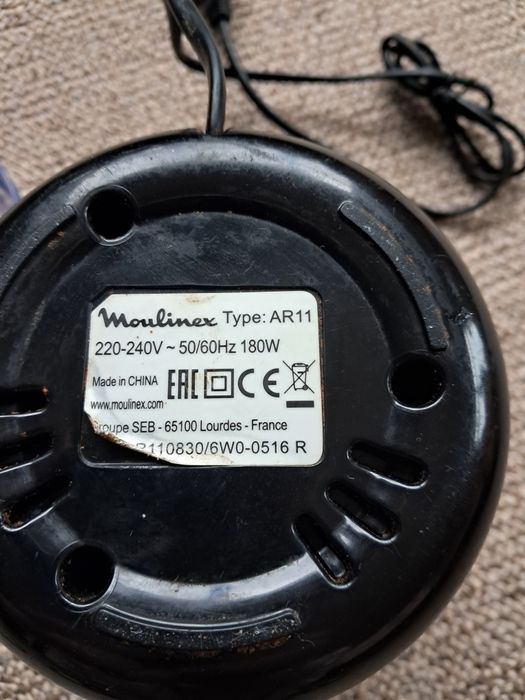 Moulinex Type: AR11
220-240V ~ 50/60Hz 180W
Made in CHINA EAC CE
www.moulinex.com
Groupe SEB - 65100 Lourdes - France
R110830/6W0-0516 R